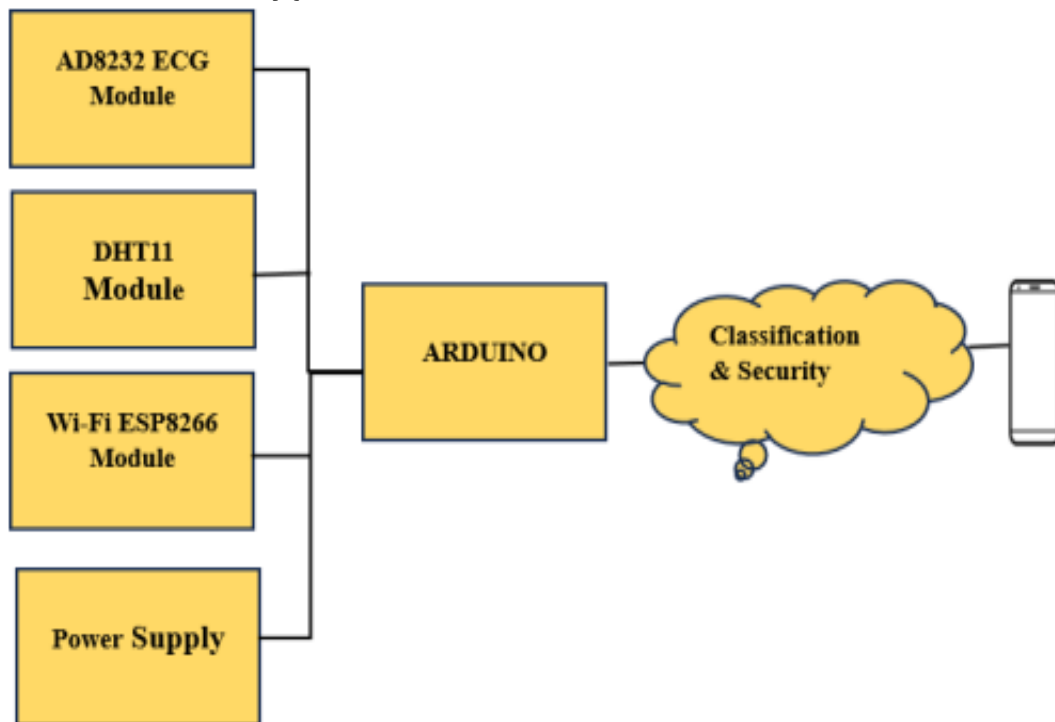 AD8232 ECG
Module
DHT11
Module
Wi-Fi ESP8266
Module
Power Supply
ARDUINO
Classification
& Security